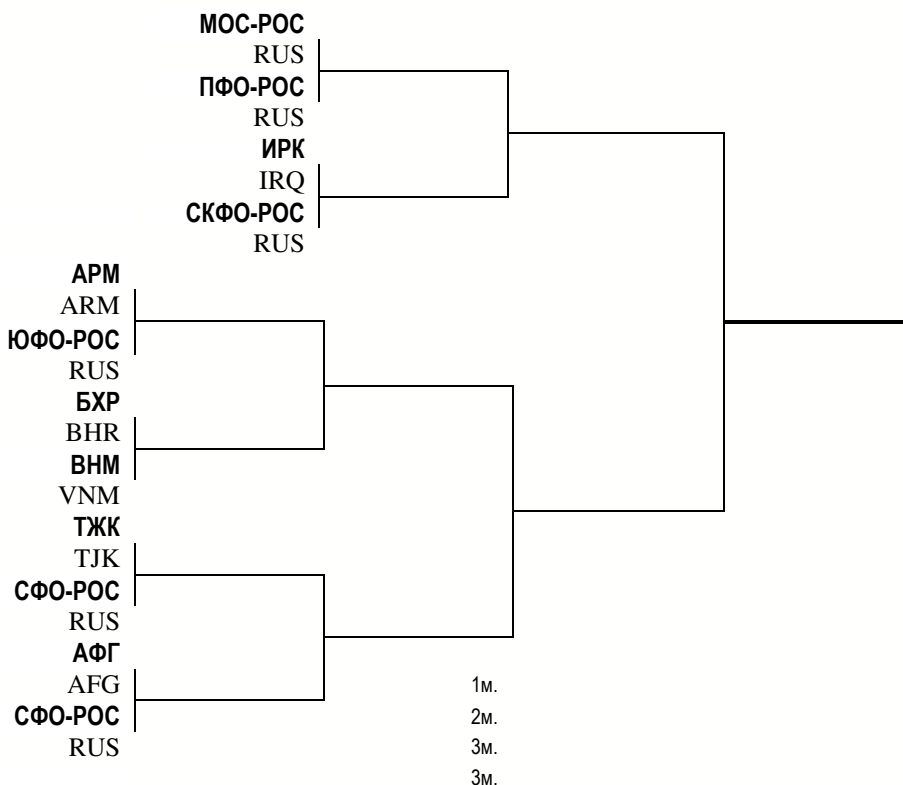 МОС-РОС
RUS
ПФО-РОС
RUS
ИРК
IRQ
СКФО-РОС
RUS
АРМ
ARM
ЮФО-РОС
RUS
БХР
BHR
ВНМ
VNM
ТЖК
TJK
СФО-РОС
RUS
АФГ
AFG
СФО-РОС
RUS
1м.
2м.
3м.
3м.